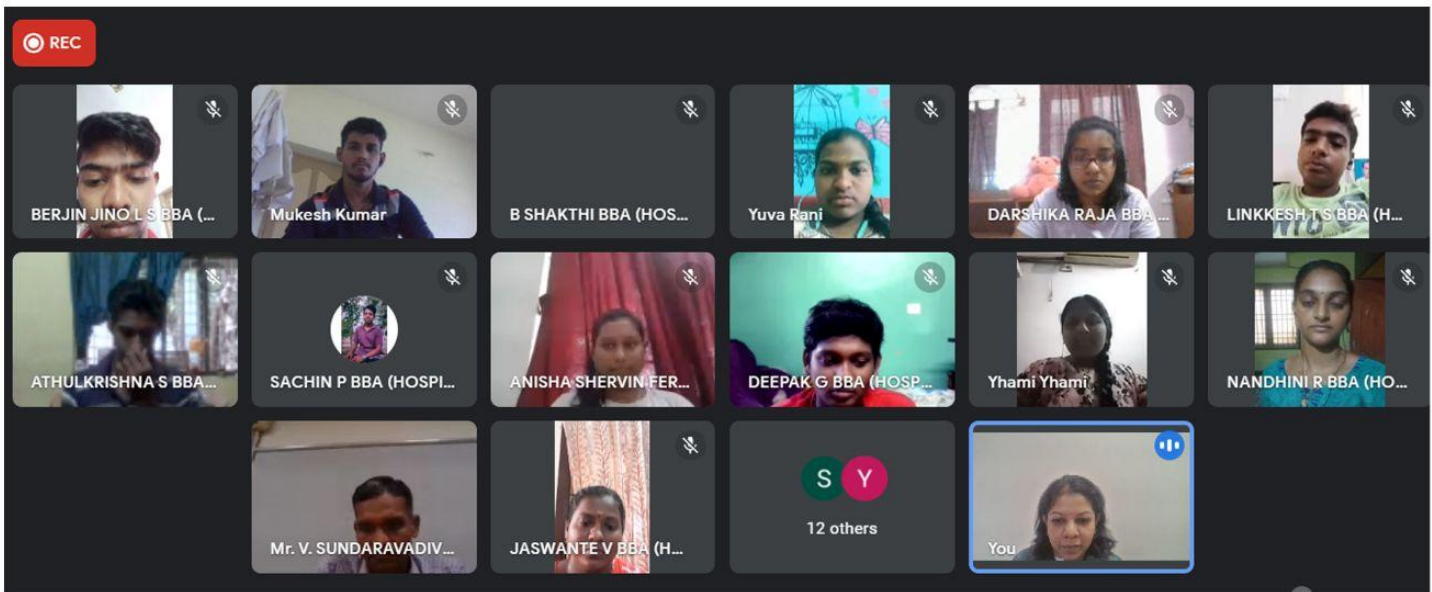 REC
BERJIN JINO L S BBA (...
Mukesh Kumar
B SHAKTHI BBA (HOS...
Yuva Rani
DARSHIKA RAJA BBA ...
LINKKESH T S BBA (H...
ATHULKRISHNA S BBA...
SACHIN P BBA (HOSPI...
ANISHA SHERVIN FER...
DEEPAK G BBA (HOSP...
Yhami Yhami
NANDHINI R BBA (HO...
Mr. V. SUNDARAVADIV...
JASWANTE V BBA (H...
S Y
12 others
You